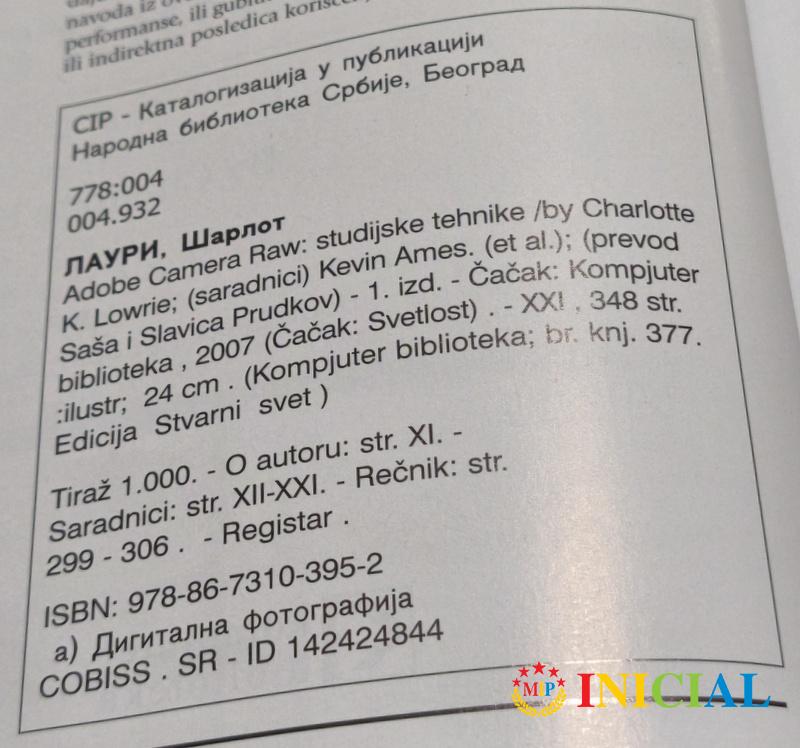 navoda iz
performanse, ili
ili indirektna posledica
CIP - Каталогизација у публикацији
Народна библиотека Србије, Београд
778:004
004.932
ЛАУРИ, Шарлот
Adobe Camera Raw: studijske tehnike /by Charlotte
K. Lowrie; (saradnici) Kevin Ames. (et al.); (prevod
Saša i Slavica Prudkov) - 1. izd. - Čačak: Kompjuter
biblioteka , 2007 (Čačak: Svetlost) . - XXI , 348 str.
:ilustr; 24 cm . (Kompjuter biblioteka; br. knj. 377.
Edicija Stvarni svet )
Tiraž 1.000. - O autoru: str. XI. -
Saradnici: str. XII-XXI. - Rečnik: str.
299 - 306 . - Registar .
ISBN: 978-86-7310-395-2
a) Дигитална фотографија
COBISS . SR - ID 142424844
MIP INICIAL